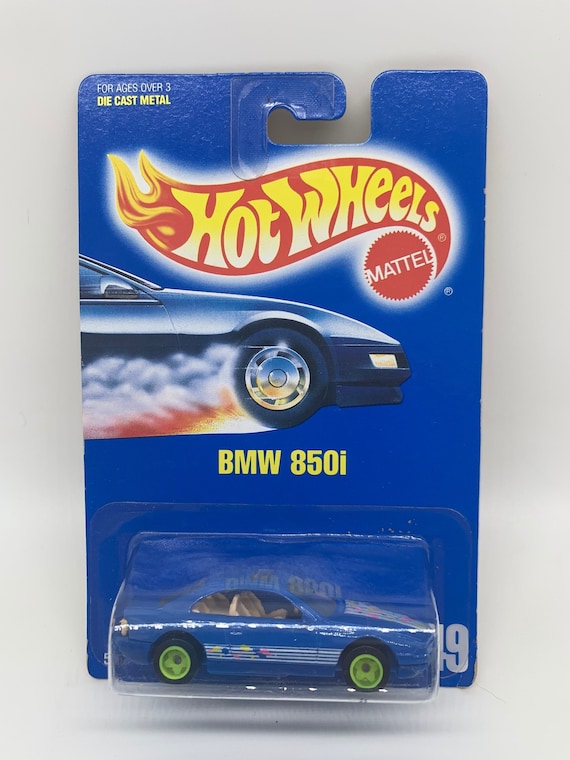 FOR AGES OVER 3
DIE CAST METAL
HOT WHEELS ®
MATTEL
®
BMW 850i